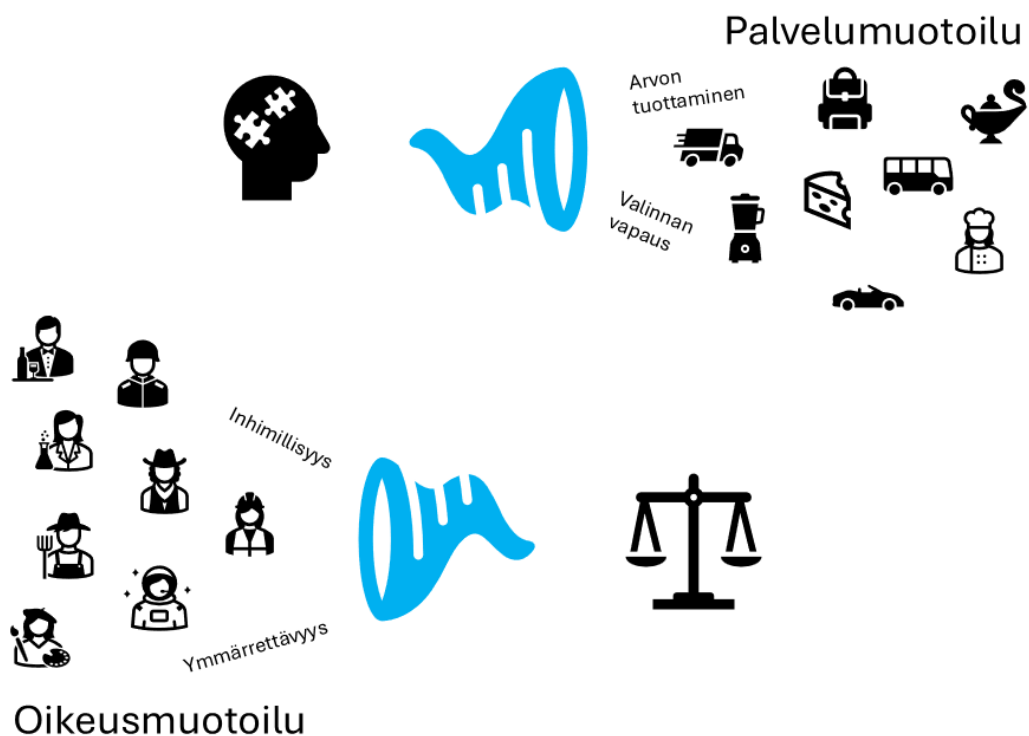 Palvelumuotoilu
Arvon
tuottaminen
Valinnan
vapaus
Inhimillisyys
Ymmärrettävyys
Oikeusmuotoilu